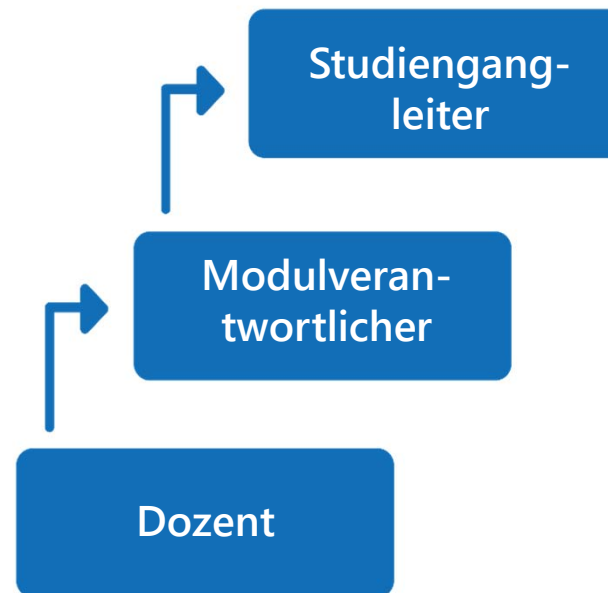 Studiengang-
leiter
Modulveran-
twortlicher
Dozent